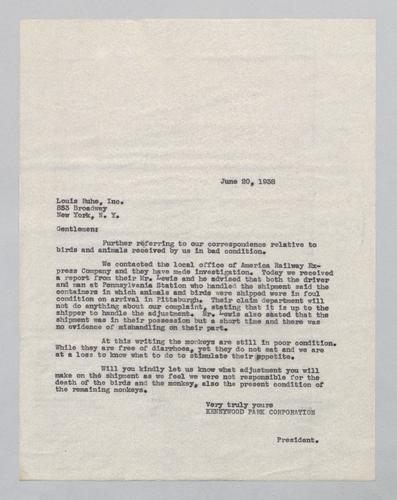 June 20, 1938
Louis Ruhe, Inc.
853 Broadway
New York, N. Y.
Gentlemen:
Further referring to our correspondence relative to
birds and animals received by us in bad condition.
We contacted the local office of America Railway Ex-
press Company and they have made investigation. Today we received
a report from their Mr. Lewis and he advised that both the driver
and man at Pennsylvania Station who handled the shipment said the
containers in which animals and birds were shipped were in foul
condition on arrival in Pittsburgh. Their claim department will
not do anything about our complaint, stating that it is up to the
shipper to handle the adjustment. Mr. Lewis also stated that the
shipment was in their possession but a short time and there was
no evidence of mishandling on their part.
At this writing the monkeys are still in poor condition.
While they are free of diarrhoea, yet they do not eat and we are
at a loss to know what to do to stimulate their appetite.
Will you kindly let us know what adjustment you will
make on the shipment as we feel we were not responsible for the
death of the birds and the monkey, also the present condition of
the remaining monkeys.
Very truly yours
KENNYWOOD PARK CORPORATION
President.